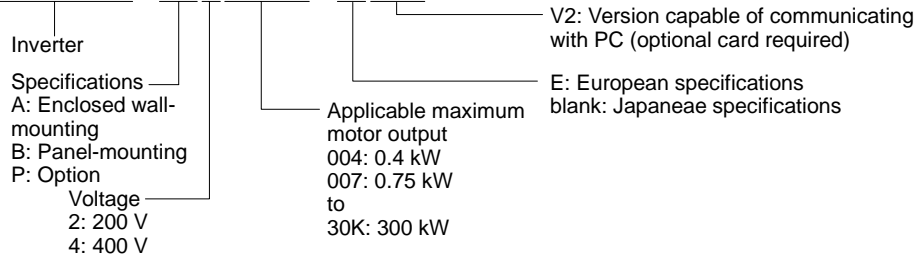 V2: Version capable of communicating
with PC (optional card required)
Inverter
Specifications
A: Enclosed wall-
mounting
B: Panel-mounting
P: Option
E: European specifications
blank: Japaneae specifications
Applicable maximum
motor output
004: 0.4 kW
007: 0.75 kW
to
30K: 300 kW
Voltage
2: 200 V
4: 400 V